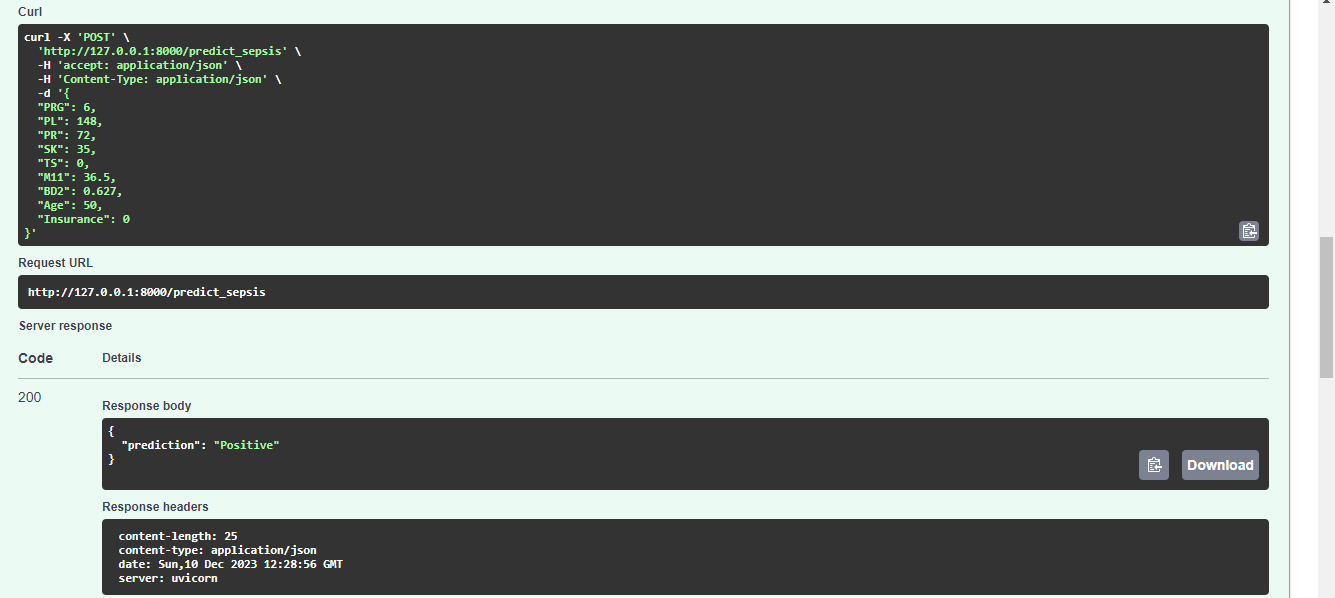 Curl
curl -X 'POST' \
  'http://127.0.0.1:8000/predict_sepsis' \
  -H 'accept: application/json' \
  -H 'Content-Type: application/json' \
  -d '{
  "PRG": 6,
  "PL": 148,
  "PR": 72,
  "SK": 35,
  "TS": 0,
  "M11": 36.5,
  "BD2": 0.627,
  "Age": 50,
  "Insurance": 0
}'
Request URL
http://127.0.0.1:8000/predict_sepsis
Server response
Code Details
200
Response body
{
  "prediction": "Positive"
}
Download
Response headers
content-length: 25
content-type: application/json
date: Sun,10 Dec 2023 12:28:56 GMT
server: uvicorn